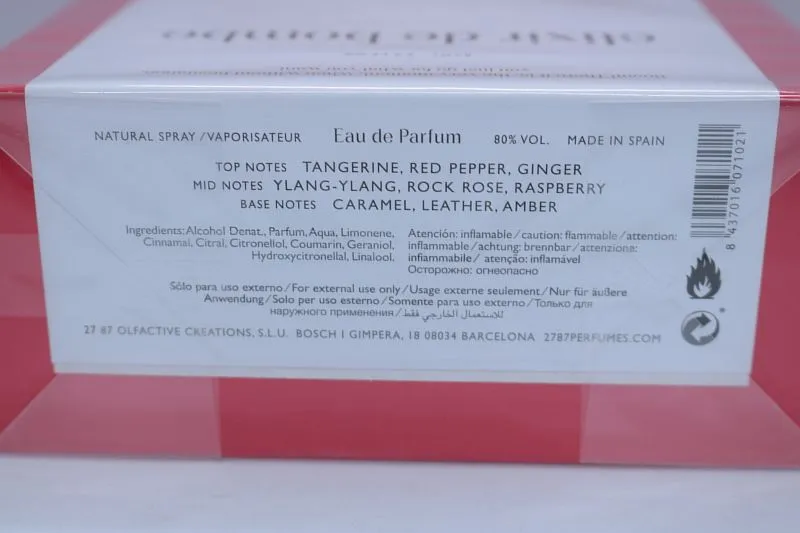 elixir de bombe
NATURAL SPRAY / VAPORISATEUR Eau de Parfum 80% VOL. MADE IN SPAIN
TOP NOTES TANGERINE, RED PEPPER, GINGER
MID NOTES YLANG-YLANG, ROCK ROSE, RASPBERRY
BASE NOTES CARAMEL, LEATHER, AMBER
Ingredients: Alcohol Denat., Parfum, Aqua, Limonene,
Cinnamal, Citral, Citronellol, Coumarin, Geraniol,
Hydroxycitronellal, Linalool.
Atención: inflamable / caution: flammable / attention:
inflammable / achtung: brennbar / attenzione:
infiammabile / atenção: inflamável
Осторожно: огнеопасно
Sólo para uso externo / For external use only / Usage externe seulement / Nur für äußere
Anwendung / Solo per uso esterno / Somente para uso externo / Только для
наружного применения / للاستعمال الخارجي فقط
27 87 OLFACTIVE CREATIONS, S.L.U. BOSCH I GIMPERA, 18 08034 BARCELONA 2787PERFUMES.COM
8 437016 071021